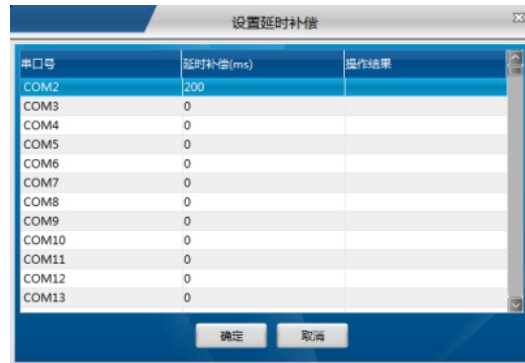 设置延时补偿
串口号 延时补偿(ms) 操作结果
COM2 200
COM3 0
COM4 0
COM5 0
COM6 0
COM7 0
COM8 0
COM9 0
COM10 0
COM11 0
COM12 0
COM13 0
确定 取消